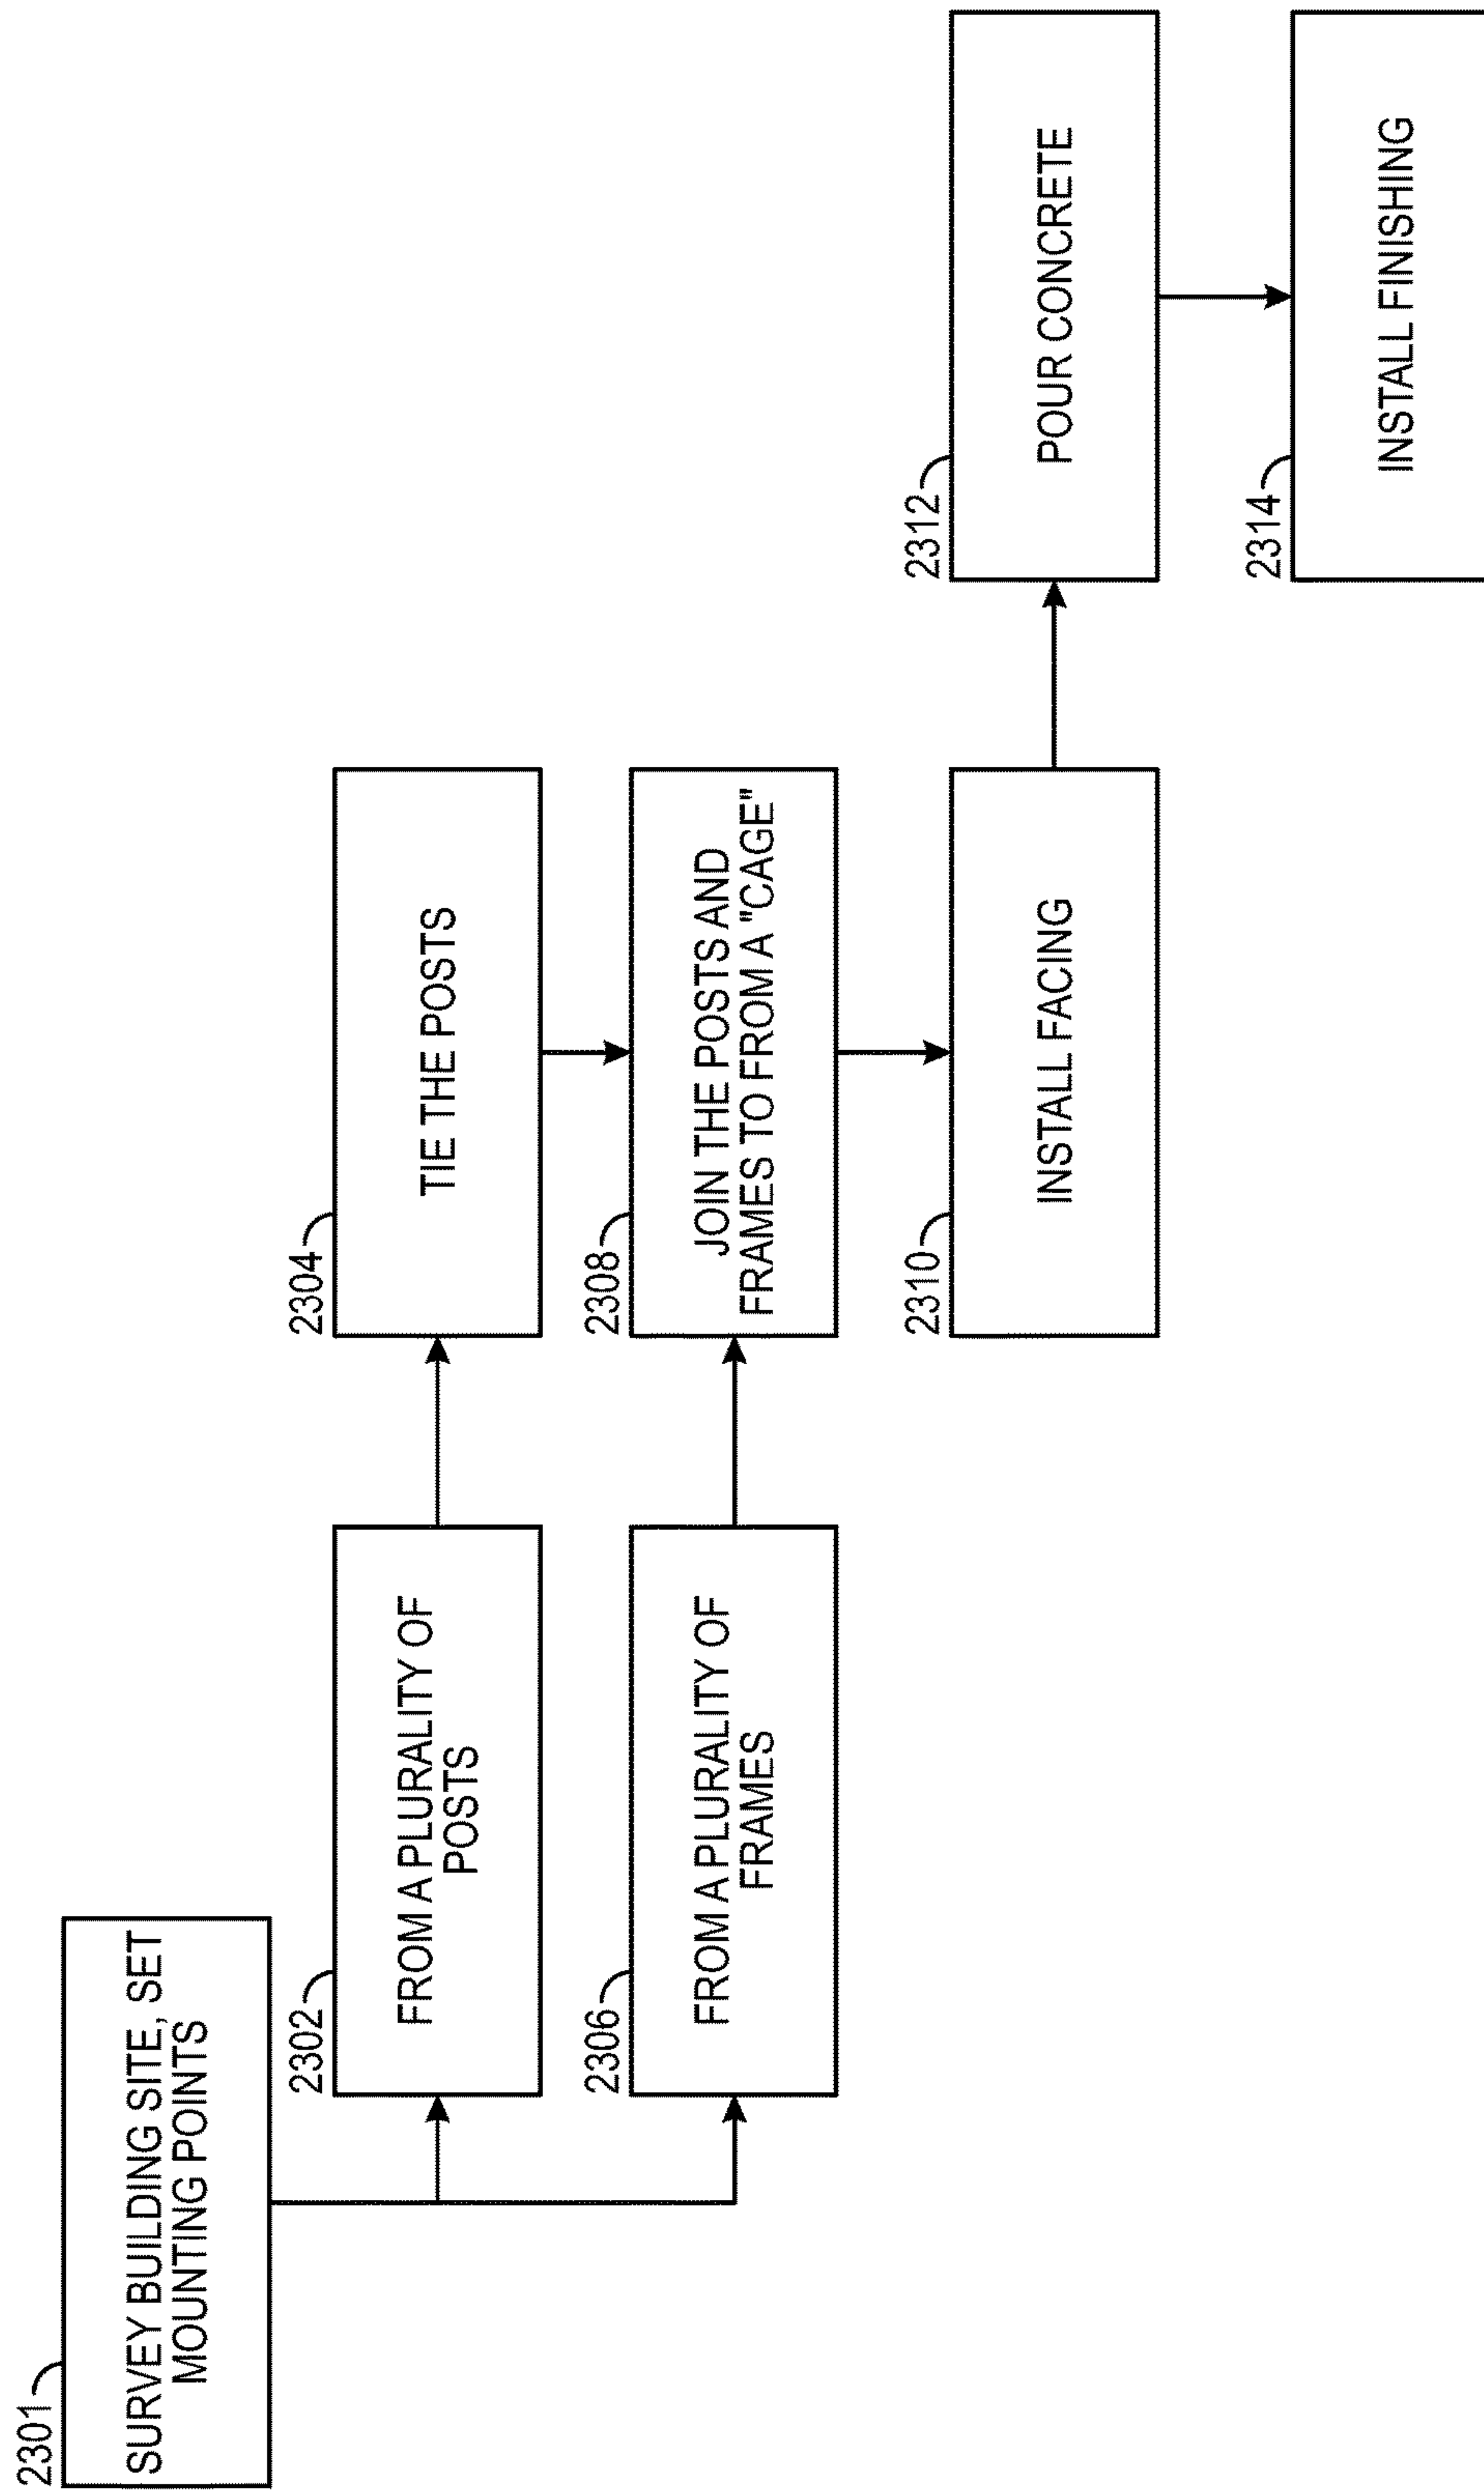 2301
SURVEY BUILDING SITE, SET
MOUNTING POINTS
2302
FROM A PLURALITY OF
POSTS
2304
TIE THE POSTS
2306
FROM A PLURALITY OF
FRAMES
2308
JOIN THE POSTS AND
FRAMES TO FROM A "CAGE"
2310
INSTALL FACING
2312
POUR CONCRETE
2314
INSTALL FINISHING